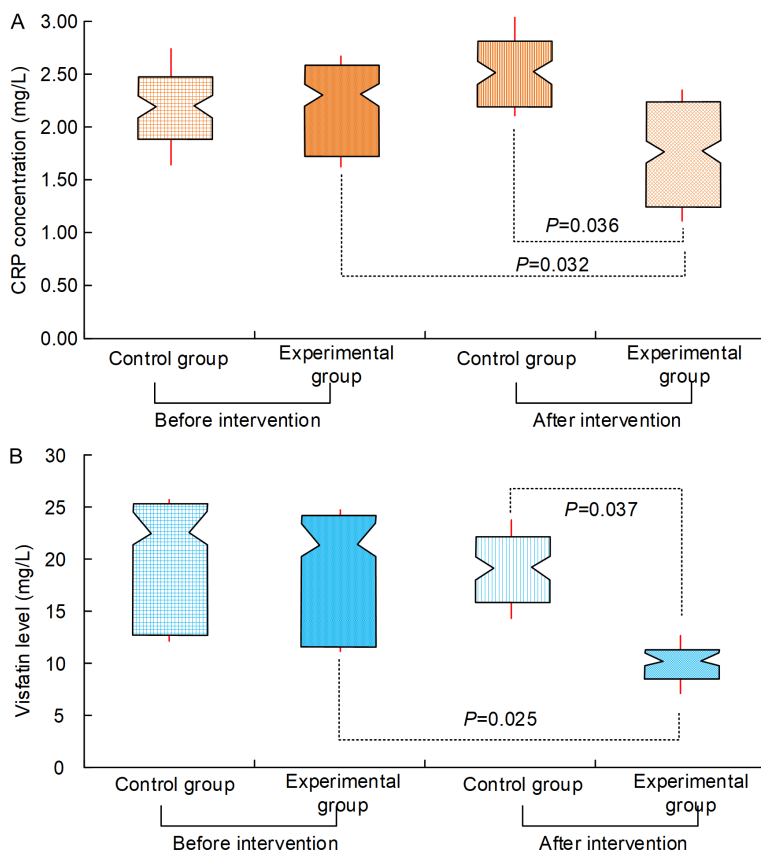 A
CRP concentration (mg/L)
3.00
2.50
2.00
1.50
1.00
0.50
0.00
P=0.036
P=0.032
Control group
Experimental
group
Control group
Experimental
group
Before intervention
After intervention
B
Visfatin level (mg/L)
30
25
20
15
10
5
0
P=0.037
P=0.025
Control group
Experimental
group
Control group
Experimental
group
Before intervention
After intervention